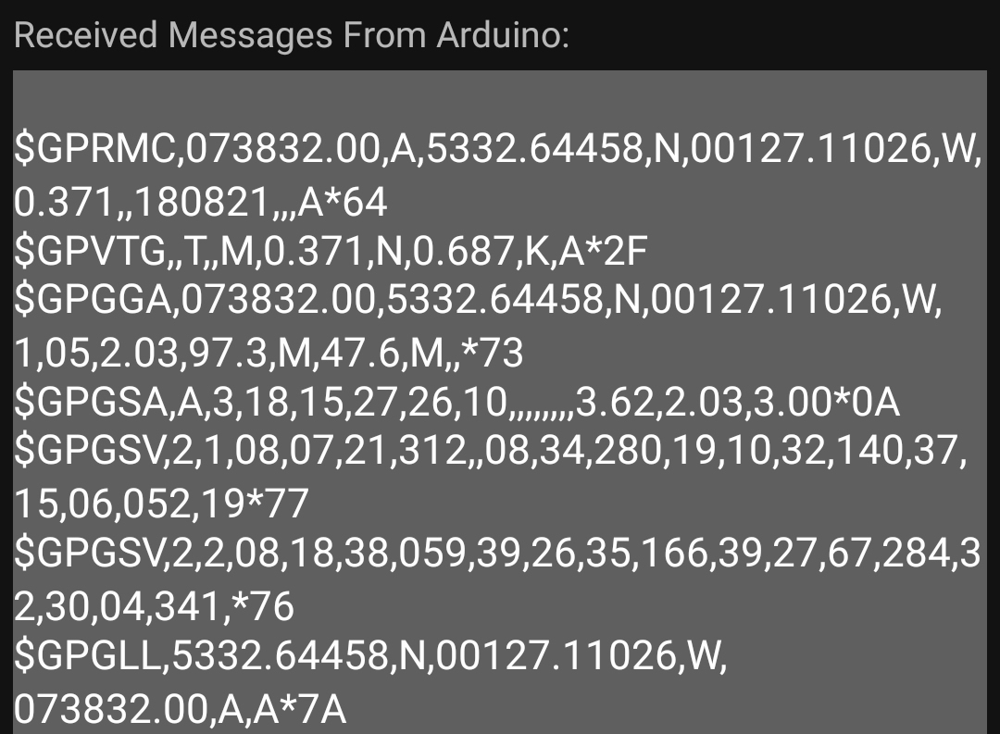 Received Messages From Arduino:
$GPRMC,073832.00,A,5332.64458,N,00127.11026,W,
0.371,,180821,,,A*64
$GPVTG,,T,,M,0.371,N,0.687,K,A*2F
$GPGGA,073832.00,5332.64458,N,00127.11026,W,
1,05,2.03,97.3,M,47.6,M,,*73
$GPGSA,A,3,18,15,27,26,10,,,,,,,,3.62,2.03,3.00*0A
$GPGSV,2,1,08,07,21,312,,08,34,280,19,10,32,140,37,
15,06,052,19*77
$GPGSV,2,2,08,18,38,059,39,26,35,166,39,27,67,284,3
2,30,04,341,*76
$GPGLL,5332.64458,N,00127.11026,W,
073832.00,A,A*7A